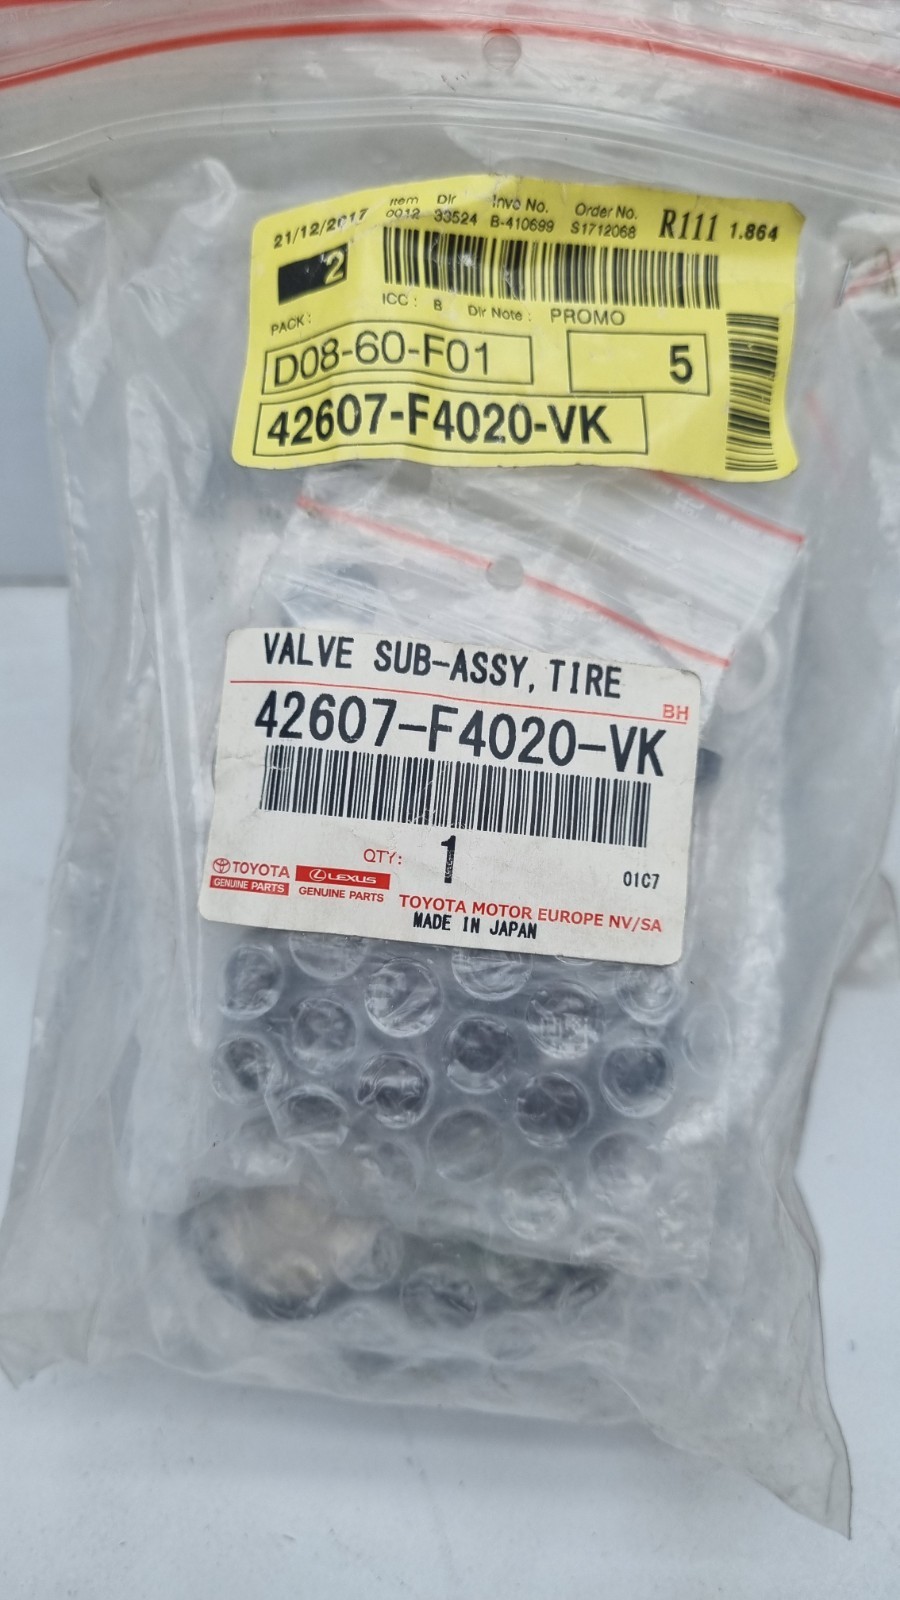 21/12/2017 Item Dlr Invo No. Order No. R111 1.864
0012 33524 B-410699 S1712068
2
ICC : B Dlr Note : PROMO
PACK :
D08-60-F01 5
42607-F4020-VK
VALVE SUB-ASSY, TIRE
BH
42607-F4020-VK
QTY: 1
01C7
TOYOTA LEXUS
GENUINE PARTS GENUINE PARTS
TOYOTA MOTOR EUROPE NV/SA
MADE IN JAPAN